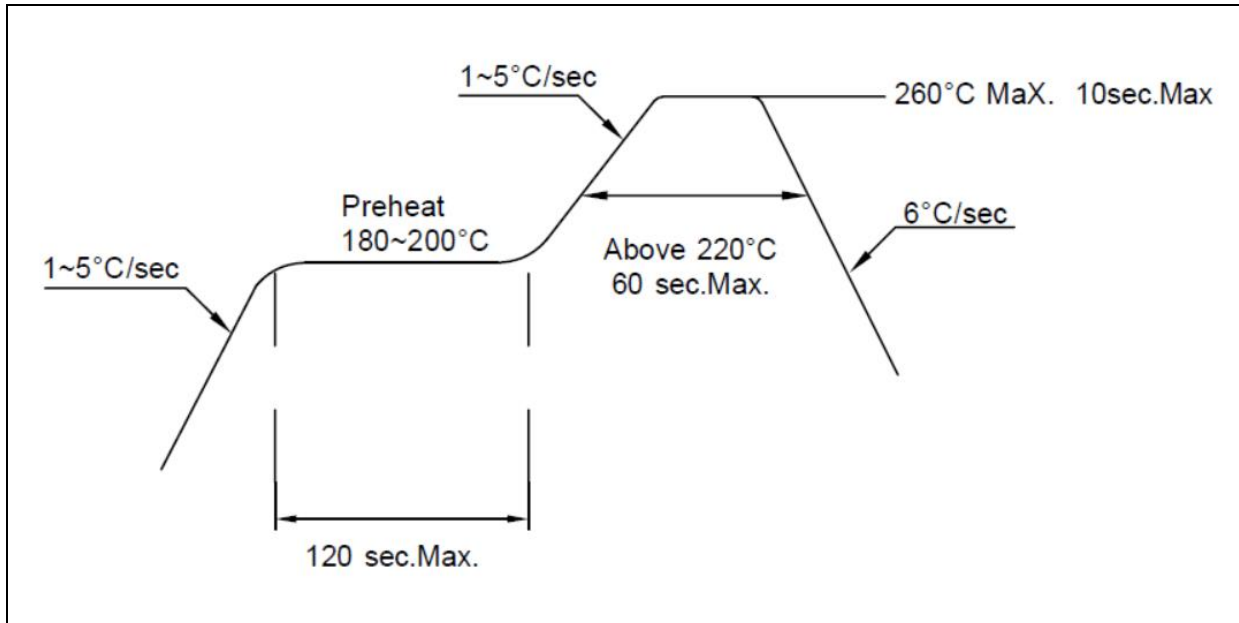 1~5°C/sec
260°C MaX. 10sec.Max
Preheat
180~200°C
6°C/sec
Above 220°C
60 sec.Max.
1~5°C/sec
120 sec.Max.